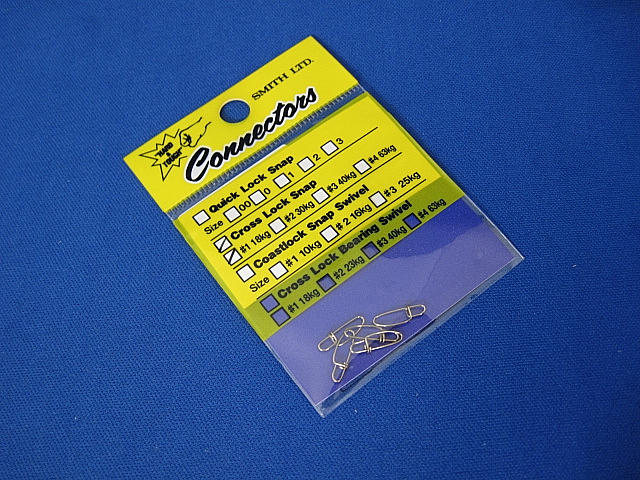 SMITH LTD.
"HARD & TOUGH"
Connectors
Quick Lock Snap
Size 00 0 1 2 3
Cross Lock Snap
#1 18kg #2 30kg #3 40kg #4 63kg
Coastlock Snap Swivel
Size #1 10kg #2 16kg #3 25kg
Cross Lock Bearing Swivel
#1 18kg #2 23kg #3 40kg #4 63kg